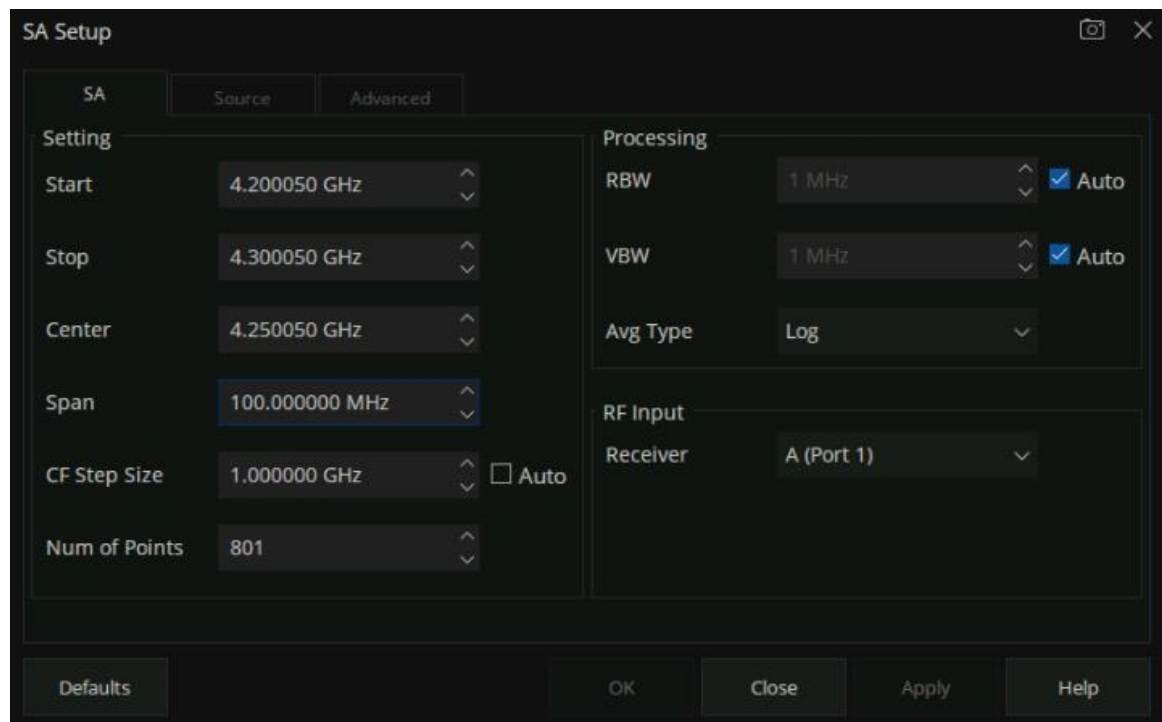 SA Setup
SA
Source
Advanced
Setting
Start
4.200050 GHz
Stop
4.300050 GHz
Center
4.250050 GHz
Span
100.000000 MHz
CF Step Size
1.000000 GHz
Auto
Num of Points
801
Processing
RBW
1 MHz
Auto
VBW
1 MHz
Auto
Avg Type
Log
RF Input
Receiver
A (Port 1)
Defaults
OK
Close
Apply
Help